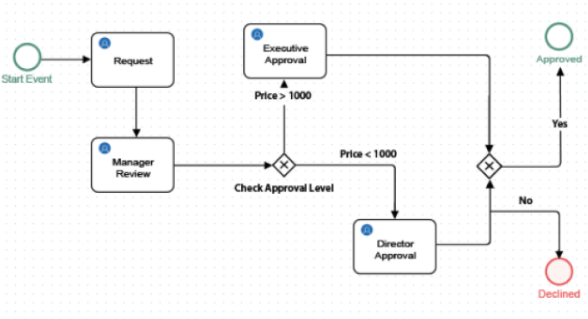 Start Event
Request
Executive
Approval
Approved
Price > 1000
Yes
Manager
Review
Price < 1000
Check Approval Level
No
Director
Approval
Declined